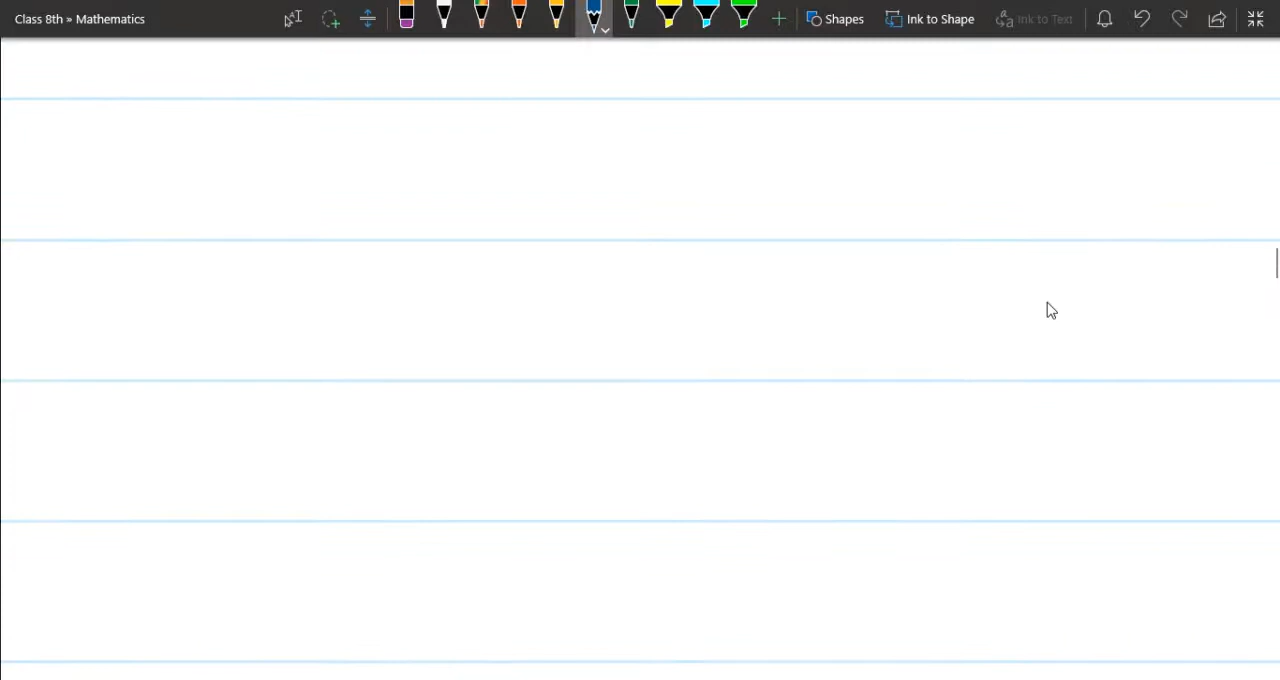 Class 8th » Mathematics
Shapes
Ink to Shape
Ink to Text